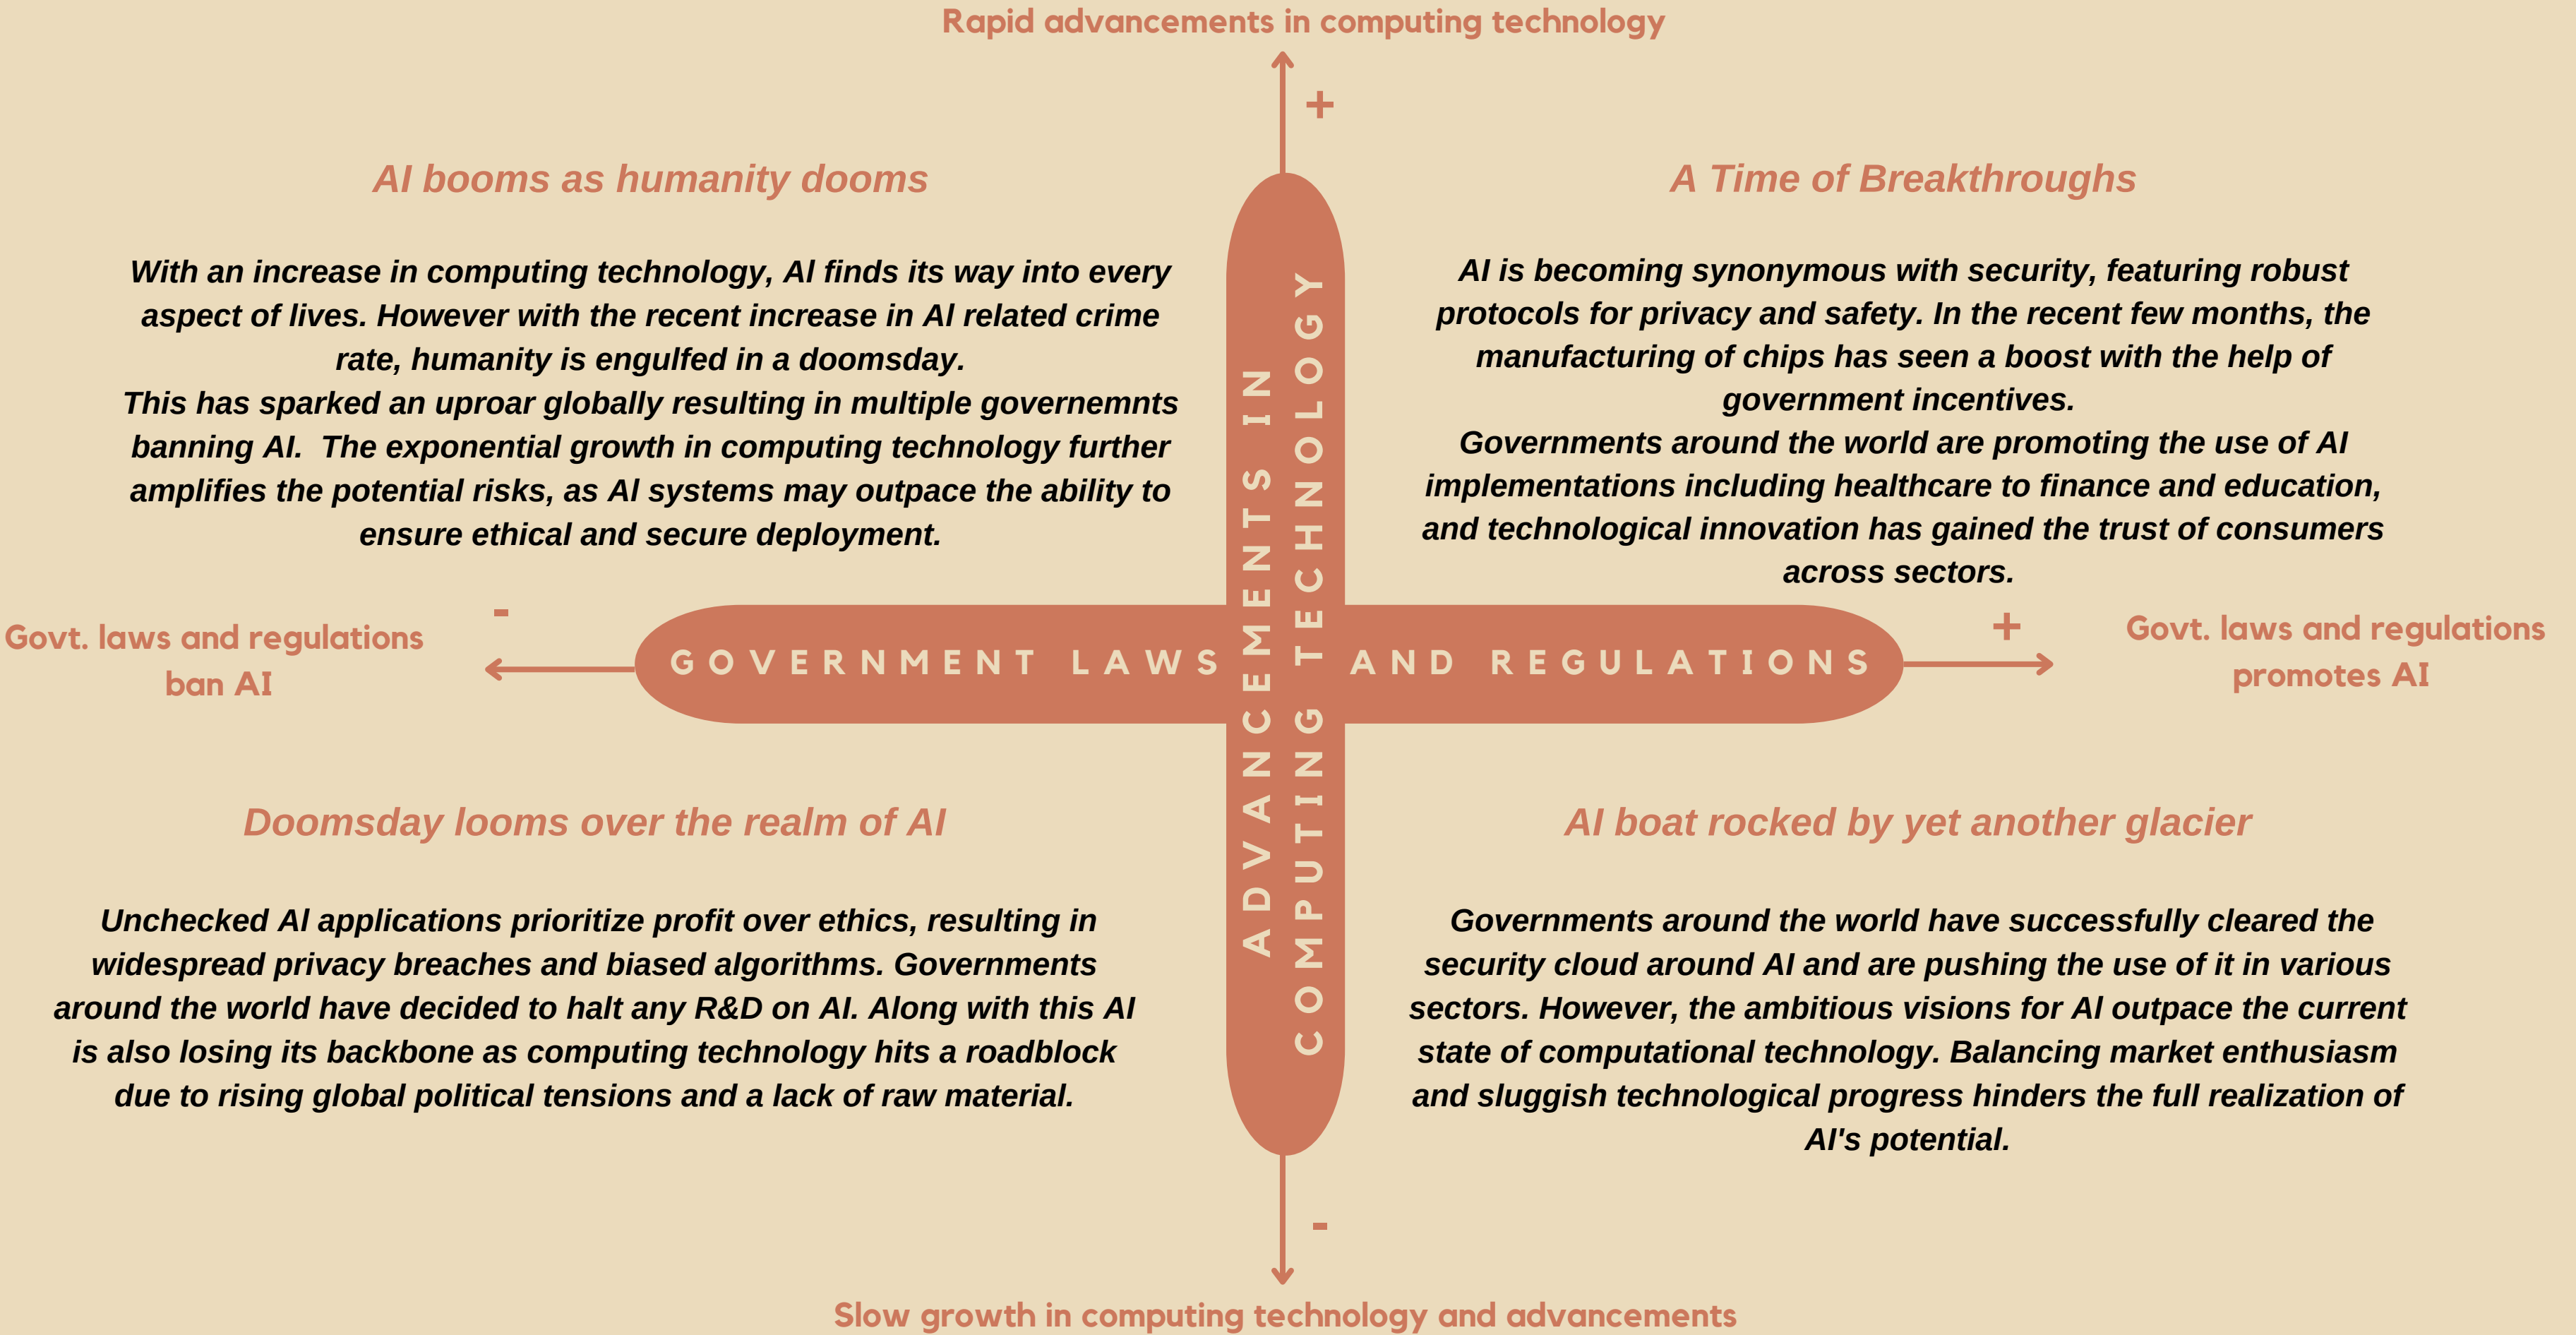 Rapid advancements in computing technology
+
AI booms as humanity dooms
With an increase in computing technology, AI finds its way into every
aspect of lives. However with the recent increase in AI related crime
rate, humanity is engulfed in a doomsday.
This has sparked an uproar globally resulting in multiple governemnts
banning AI.  The exponential growth in computing technology further
amplifies the potential risks, as AI systems may outpace the ability to
ensure ethical and secure deployment.
A Time of Breakthroughs
AI is becoming synonymous with security, featuring robust
protocols for privacy and safety. In the recent few months, the
manufacturing of chips has seen a boost with the help of
government incentives.
Governments around the world are promoting the use of AI
implementations including healthcare to finance and education,
and technological innovation has gained the trust of consumers
across sectors.
-
Govt. laws and regulations
ban AI
GOVERNMENT LAWS AND REGULATIONS
ADVANCEMENTS IN
COMPUTING TECHNOLOGY
+
Govt. laws and regulations
promotes AI
Doomsday looms over the realm of AI
Unchecked AI applications prioritize profit over ethics, resulting in
widespread privacy breaches and biased algorithms. Governments
around the world have decided to halt any R&D on AI. Along with this AI
is also losing its backbone as computing technology hits a roadblock
due to rising global political tensions and a lack of raw material.
AI boat rocked by yet another glacier
Governments around the world have successfully cleared the
security cloud around AI and are pushing the use of it in various
sectors. However, the ambitious visions for AI outpace the current
state of computational technology. Balancing market enthusiasm
and sluggish technological progress hinders the full realization of
AI's potential.
-
Slow growth in computing technology and advancements